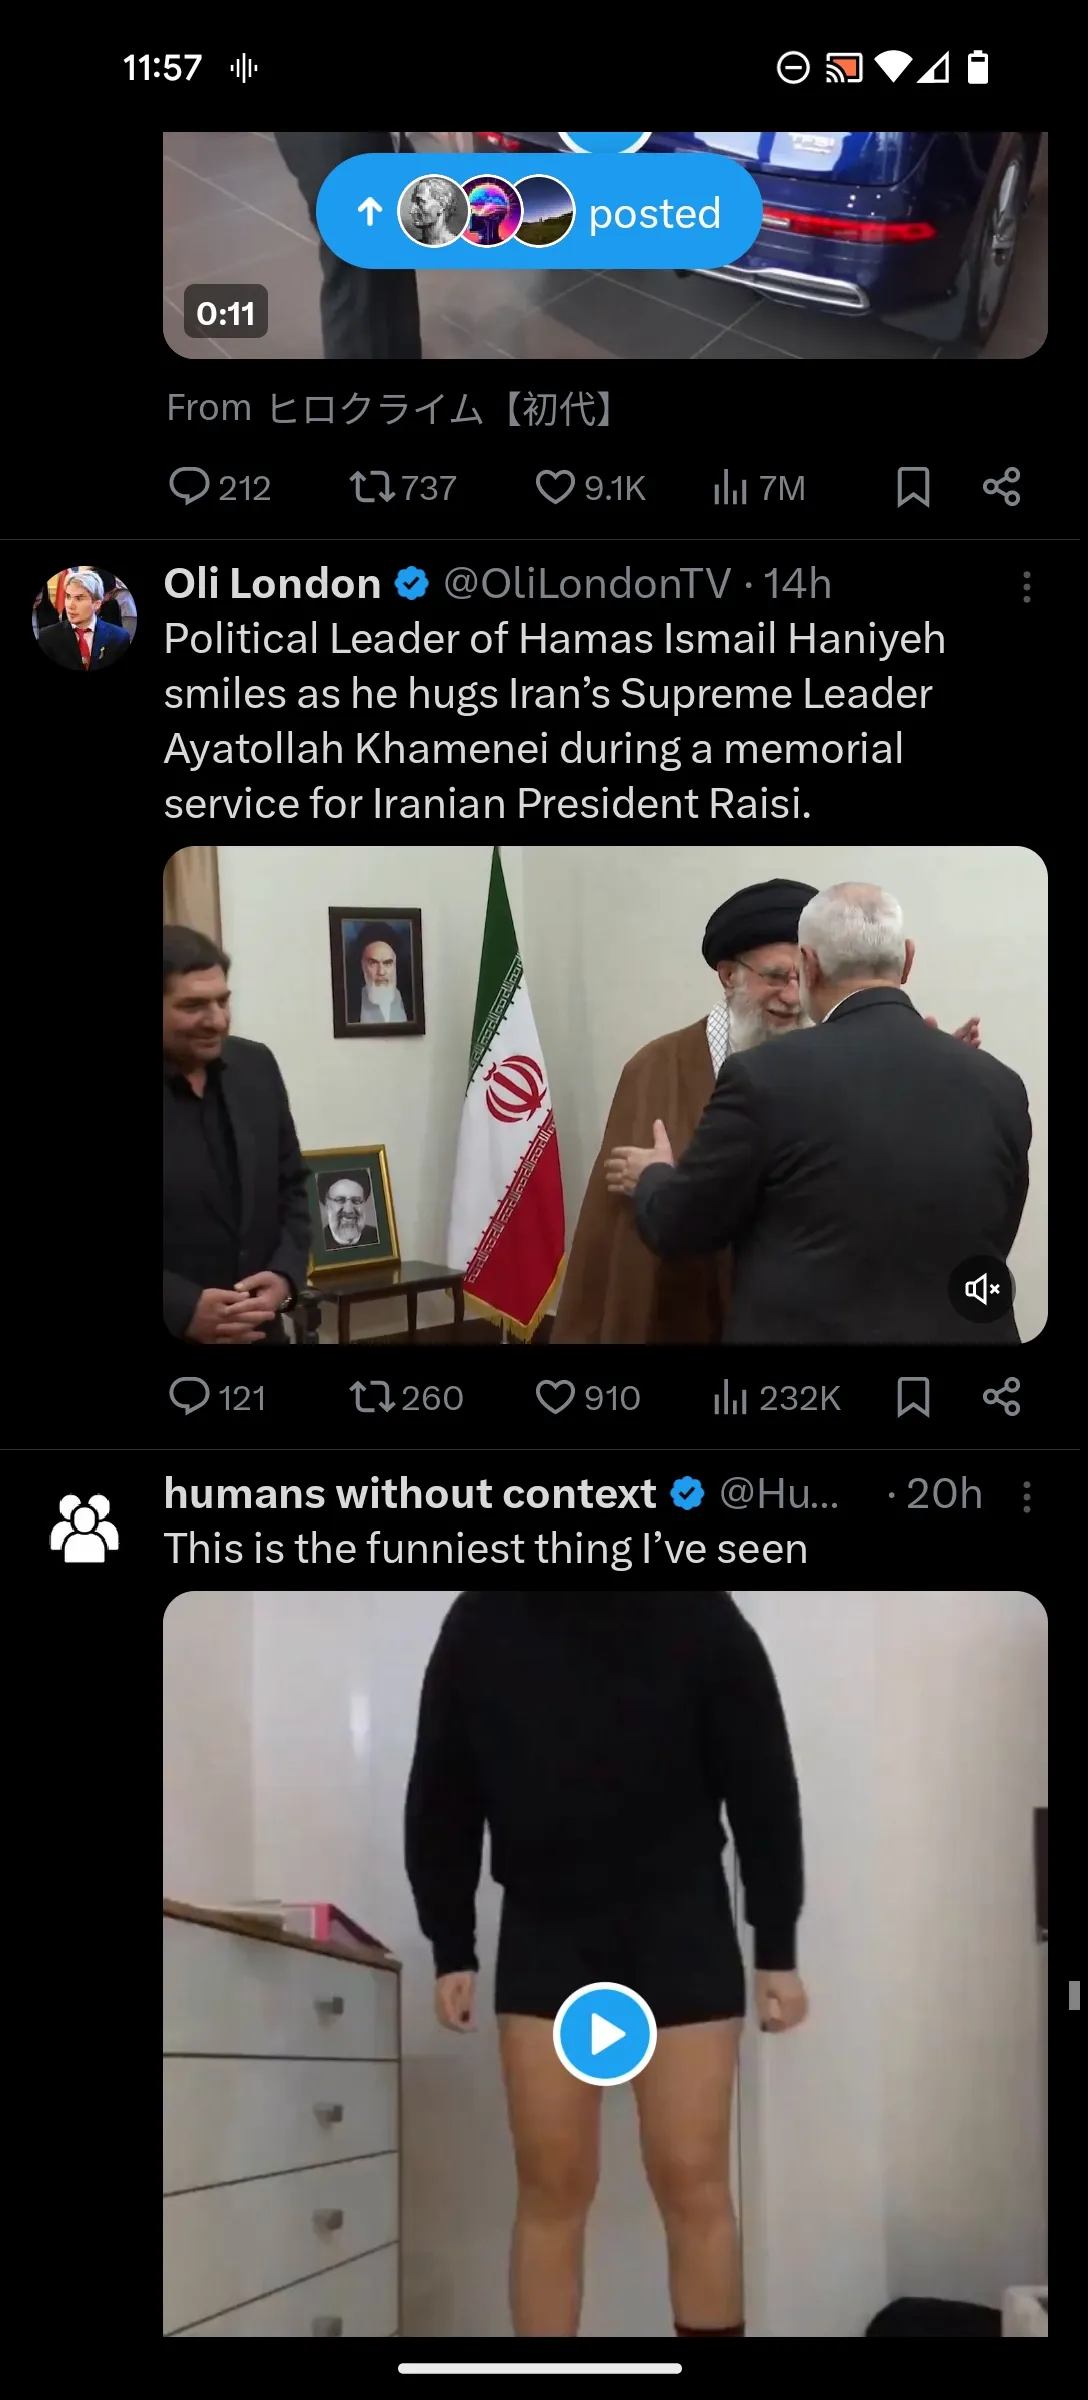 11:57
posted
0:11
From ヒロクライム【初代】
212 737 9.1K 7M
Oli London @OliLondonTV · 14h
Political Leader of Hamas Ismail Haniyeh
smiles as he hugs Iran’s Supreme Leader
Ayatollah Khamenei during a memorial
service for Iranian President Raisi.
121 260 910 232K
humans without context @Hu... · 20h
This is the funniest thing I’ve seen